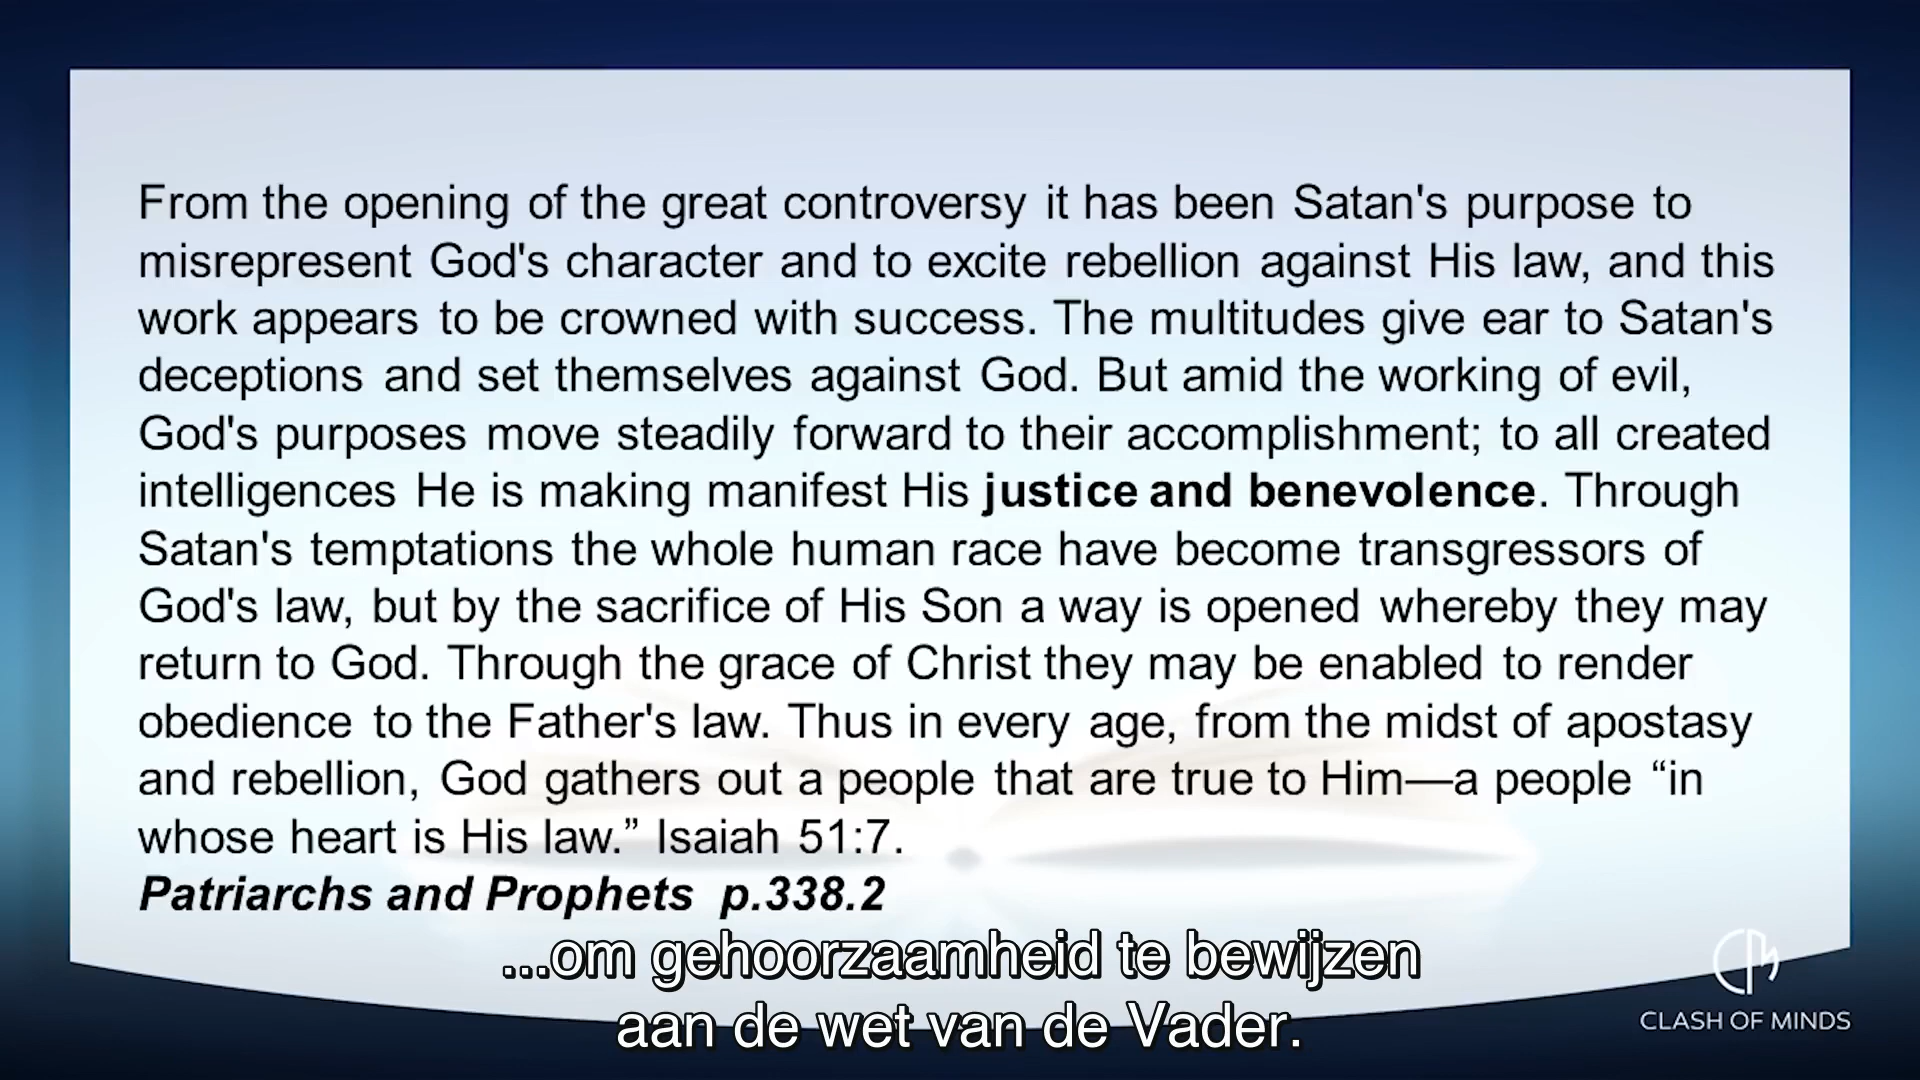 From the opening of the great controversy it has been Satan's purpose to
misrepresent God's character and to excite rebellion against His law, and this
work appears to be crowned with success. The multitudes give ear to Satan's
deceptions and set themselves against God. But amid the working of evil,
God's purposes move steadily forward to their accomplishment; to all created
intelligences He is making manifest His justice and benevolence. Through
Satan's temptations the whole human race have become transgressors of
God's law, but by the sacrifice of His Son a way is opened whereby they may
return to God. Through the grace of Christ they may be enabled to render
obedience to the Father's law. Thus in every age, from the midst of apostasy
and rebellion, God gathers out a people that are true to Him—a people “in
whose heart is His law.” Isaiah 51:7.
Patriarchs and Prophets p.338.2
...om gehoorzaamheid te bewijzen
aan de wet van de Vader.
CLASH OF MINDS